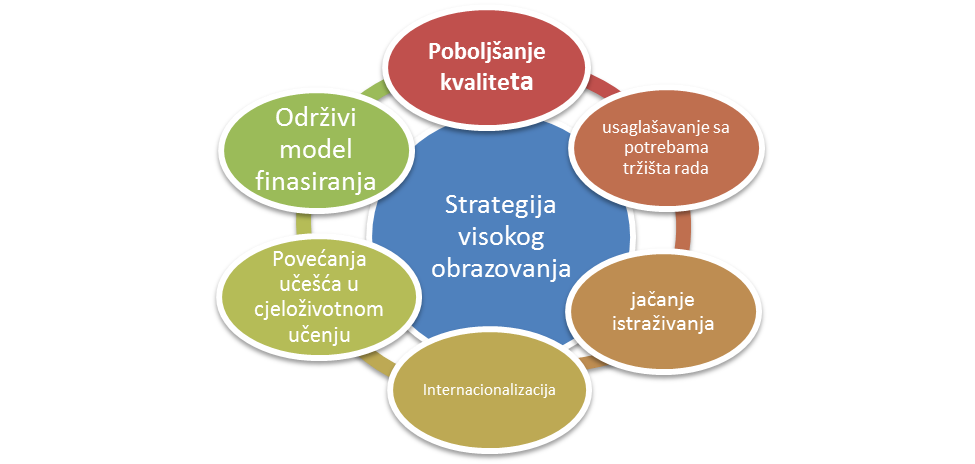 Poboljšanje
kvaliteta
usaglašavanje sa
potrebama
tržišta rada
jačanje
istraživanja
Internacionalizacija
Povećanja
učešća u
cjeloživotnom
učenju
Održivi
model
finasiranja
Strategija
visokog
obrazovanja